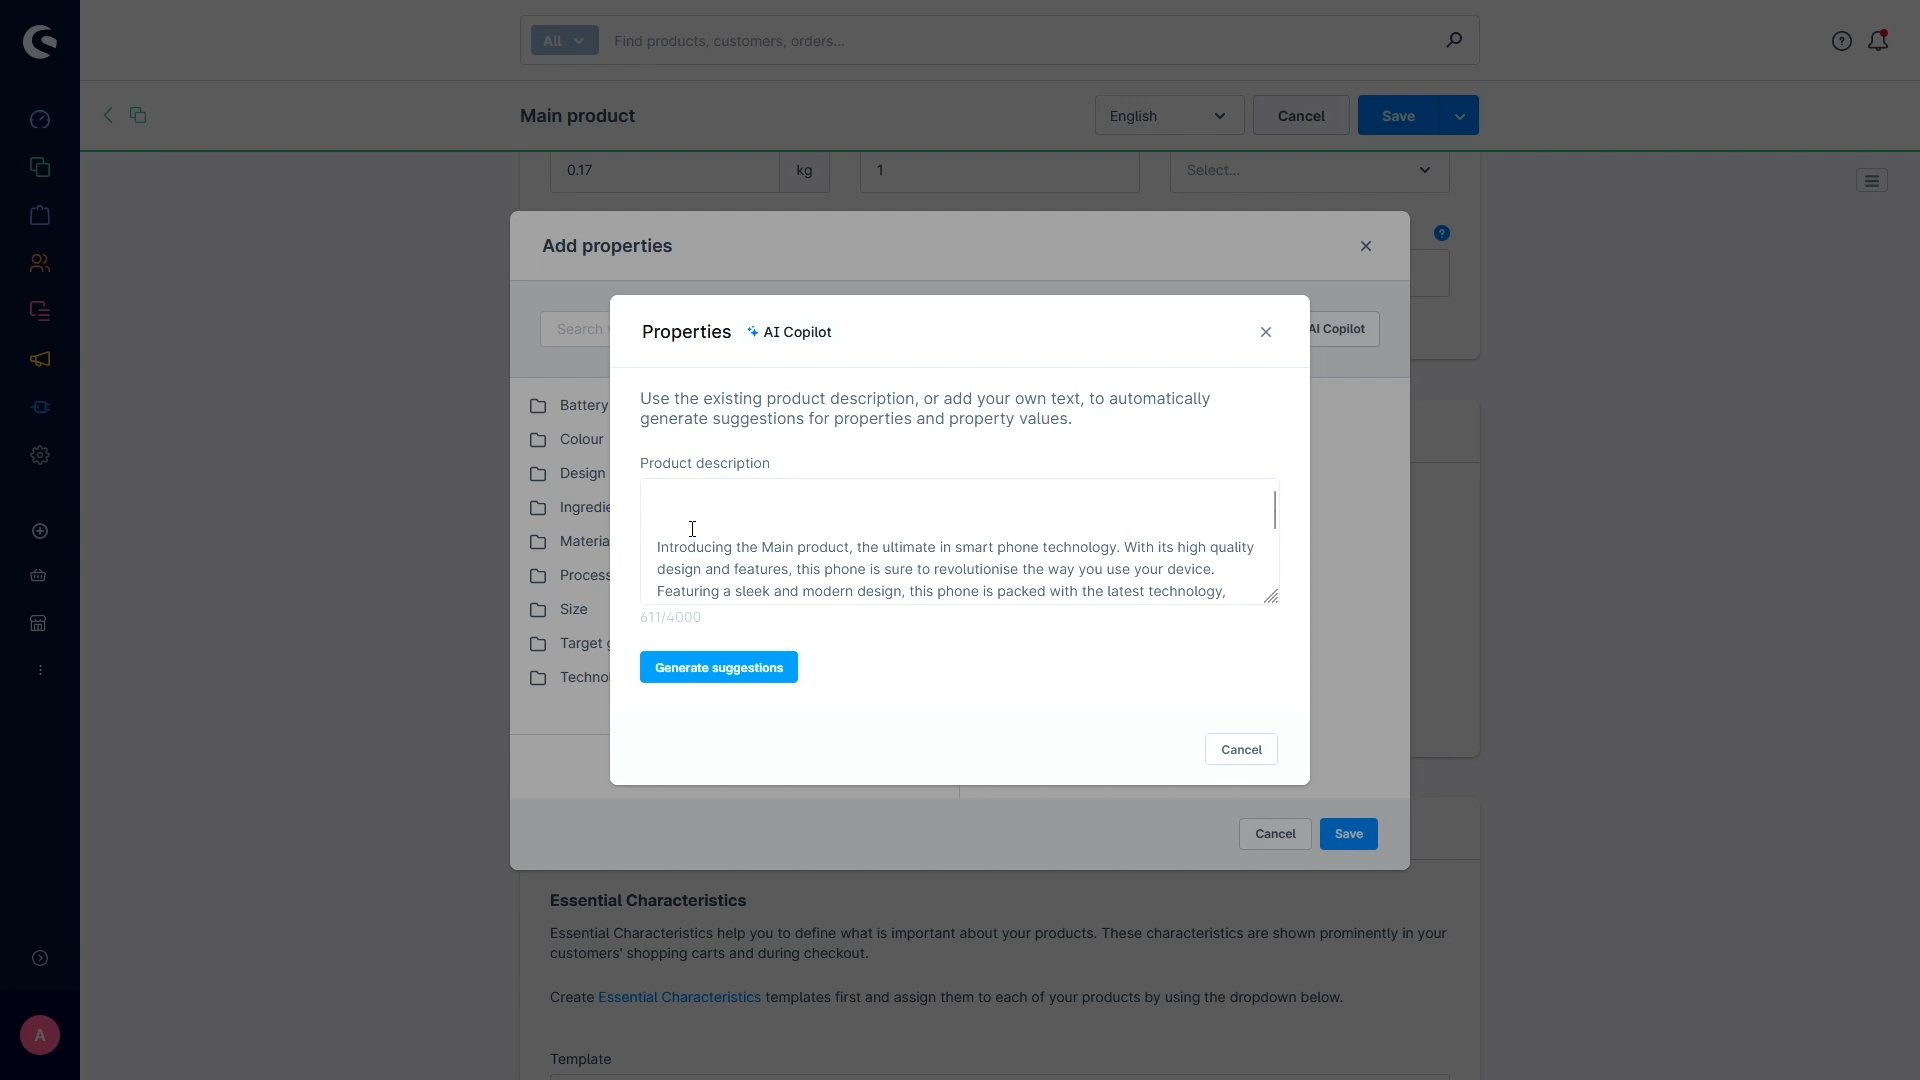 All
Find products, customers, orders...
Main product
English
Cancel
Save
0.17
kg
1
Select...
Add properties
Search
AI Copilot
Properties
AI Copilot
Use the existing product description, or add your own text, to automatically
generate suggestions for properties and property values.
Product description
Introducing the Main product, the ultimate in smart phone technology. With its high quality
design and features, this phone is sure to revolutionise the way you use your device.
Featuring a sleek and modern design, this phone is packed with the latest technology,
611/4000
Generate suggestions
Cancel
Battery
Colour
Design
Ingredie
Materia
Process
Size
Target g
Techno
Cancel
Save
Essential Characteristics
Essential Characteristics help you to define what is important about your products. These characteristics are shown prominently in your
customers' shopping carts and during checkout.
Create Essential Characteristics templates first and assign them to each of your products by using the dropdown below.
Template
A